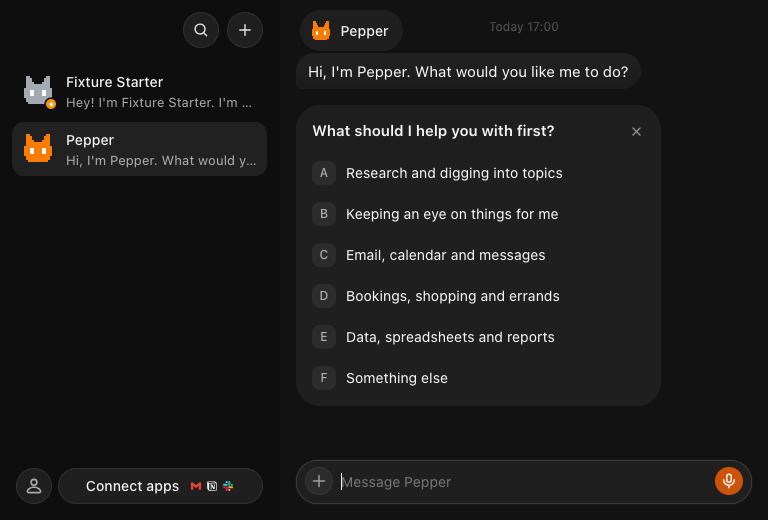 Fixture Starter
Hey! I'm Fixture Starter. I'm ...
Pepper
Hi, I'm Pepper. What would y...
Connect apps
Pepper
Today 17:00
Hi, I'm Pepper. What would you like me to do?
What should I help you with first?
A Research and digging into topics
B Keeping an eye on things for me
C Email, calendar and messages
D Bookings, shopping and errands
E Data, spreadsheets and reports
F Something else
Message Pepper